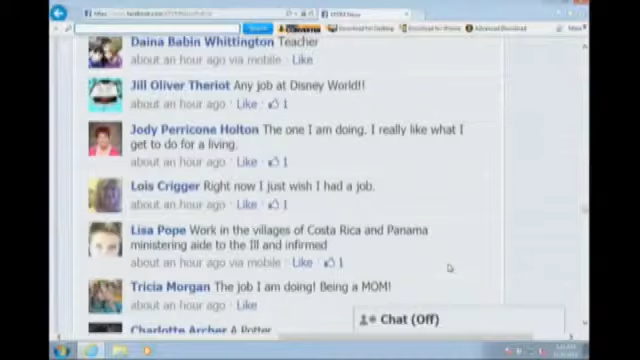 Daina Babin Whittington Teacher
about an hour ago via mobile · Like
Jill Oliver Theriot Any job at Disney World!!
about an hour ago · Like · 1
Jody Perricone Holton The one I am doing. I really like what I
get to do for a living.
about an hour ago · Like · 1
Lois Crigger Right now I just wish I had a job.
about an hour ago · Like · 1
Lisa Pope Work in the villages of Costa Rica and Panama
ministering aide to the Ill and infirmed
about an hour ago via mobile · Like · 1
Tricia Morgan The job I am doing! Being a MOM!
about an hour ago · Like
Charlotte Archer A Potter
Chat (Off)